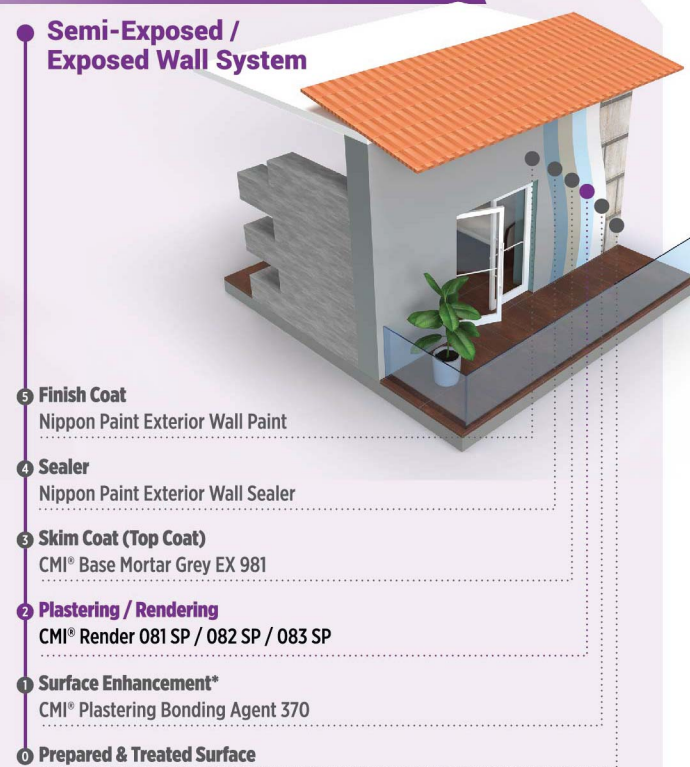 Semi-Exposed /
Exposed Wall System
5 Finish Coat
Nippon Paint Exterior Wall Paint
4 Sealer
Nippon Paint Exterior Wall Sealer
3 Skim Coat (Top Coat)
CMI® Base Mortar Grey EX 981
2 Plastering / Rendering
CMI® Render 081 SP / 082 SP / 083 SP
1 Surface Enhancement*
CMI® Plastering Bonding Agent 370
0 Prepared & Treated Surface